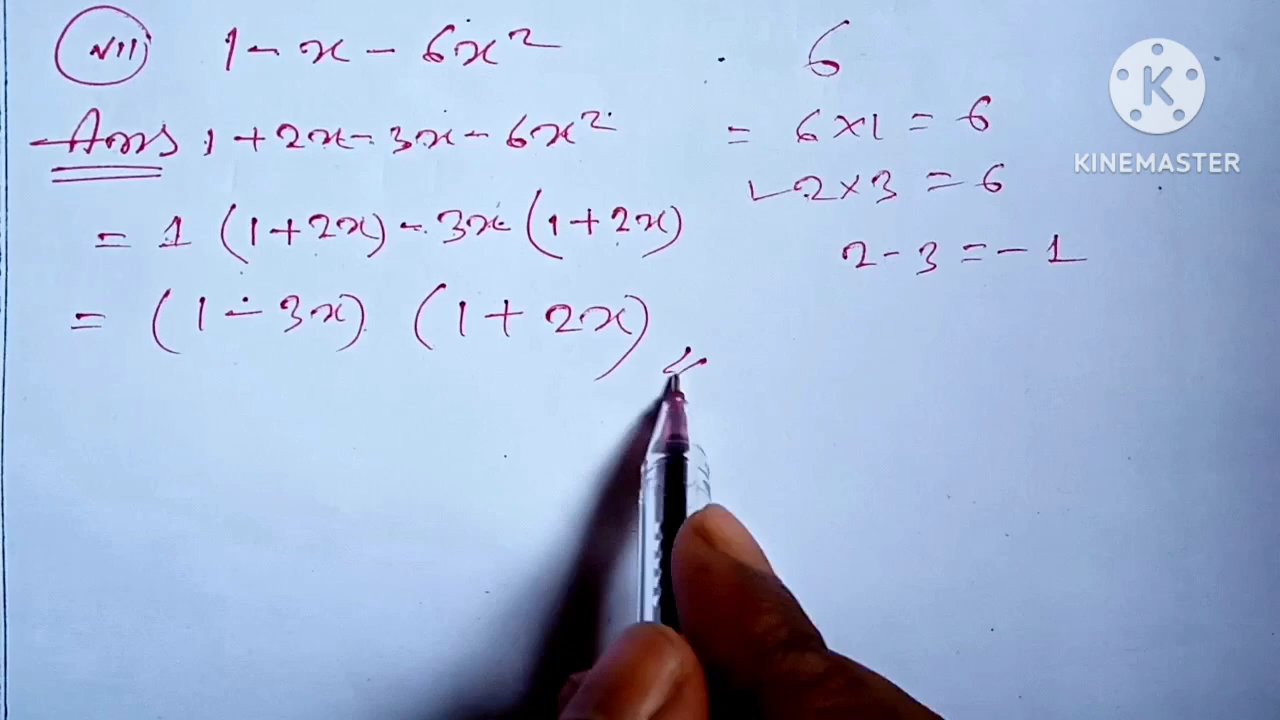 (viii) 1 - x - 6x²
Ans 1 + 2x - 3x - 6x²
= 1 (1 + 2x) - 3x (1 + 2x)
= (1 - 3x) (1 + 2x)
6
= 6 × 1 = 6
✓ 2 × 3 = 6
2 - 3 = - 1
K
KINEMASTER